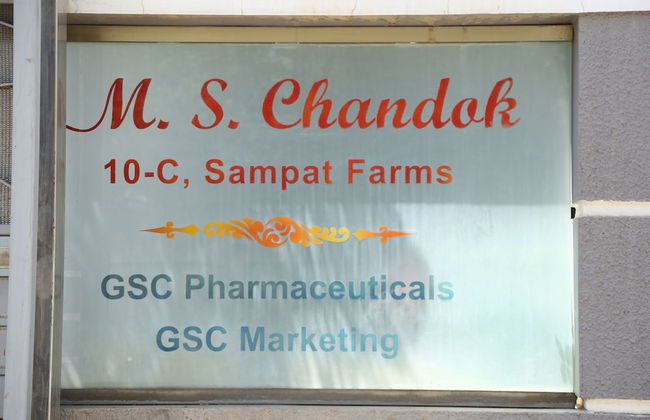 M. S. Chandok
10-C, Sampat Farms
GSC Pharmaceuticals
GSC Marketing